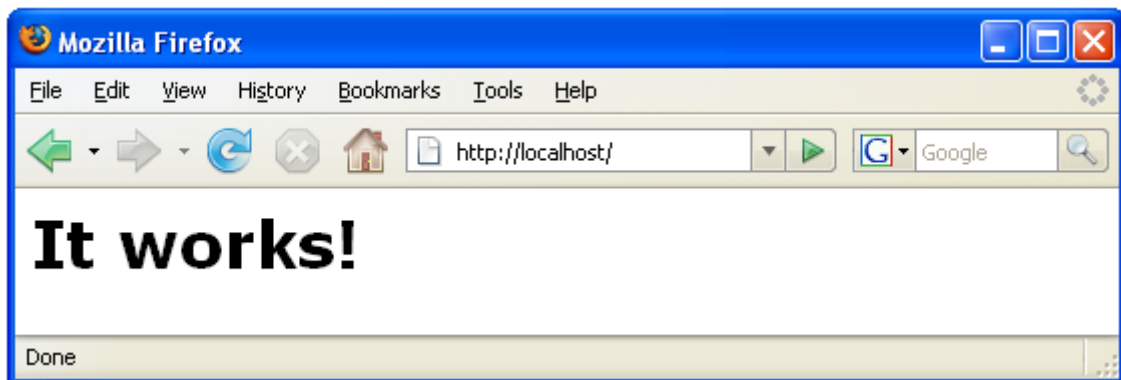 Mozilla Firefox
File Edit View History Bookmarks Tools Help
http://localhost/ G Google
It works!
Done